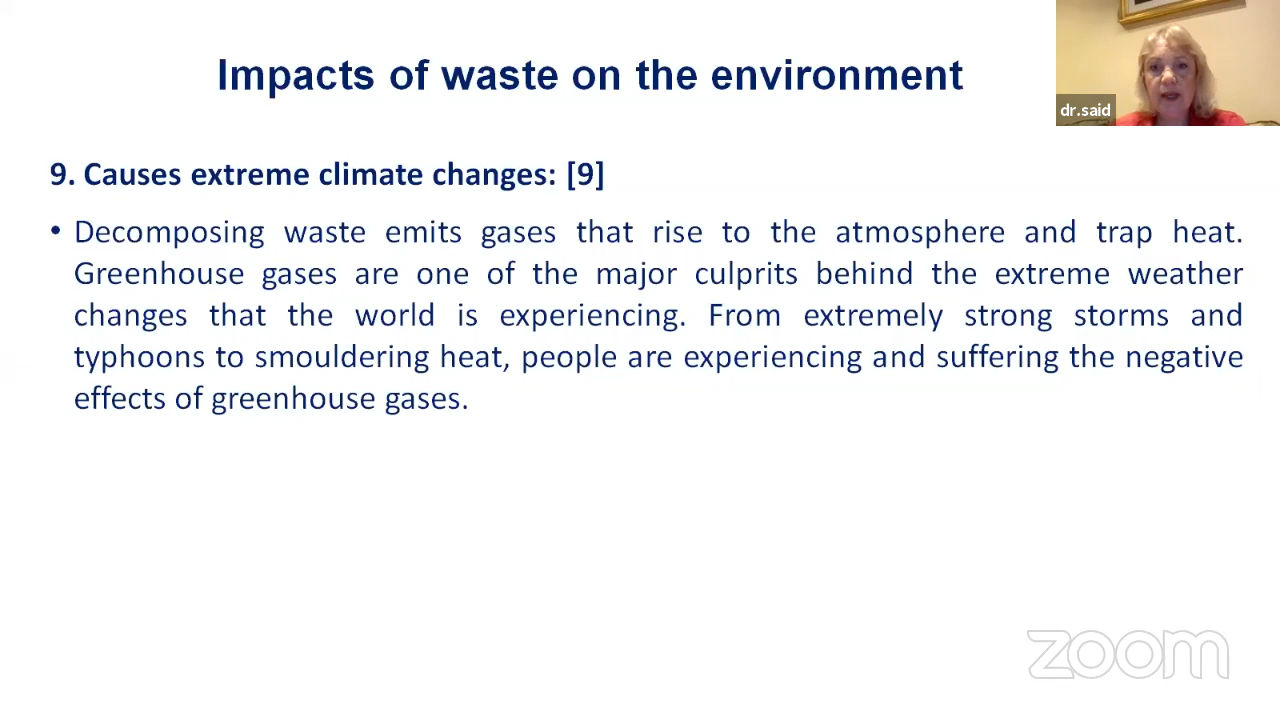 Impacts of waste on the environment
dr.said
9. Causes extreme climate changes: [9]
• Decomposing waste emits gases that rise to the atmosphere and trap heat.
Greenhouse gases are one of the major culprits behind the extreme weather
changes that the world is experiencing. From extremely strong storms and
typhoons to smouldering heat, people are experiencing and suffering the negative
effects of greenhouse gases.
zoom